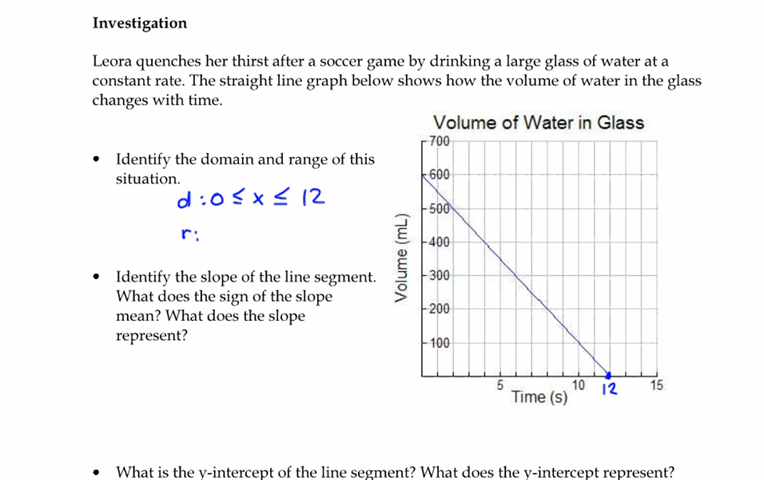 Investigation
Leora quenches her thirst after a soccer game by drinking a large glass of water at a
constant rate. The straight line graph below shows how the volume of water in the glass
changes with time.
• Identify the domain and range of this
situation.
d : 0 ≤ x ≤ 12
r:
• Identify the slope of the line segment.
What does the sign of the slope
mean? What does the slope
represent?
Volume of Water in Glass
700
600
500
400
300
200
100
Volume (mL)
5 10 12 15
Time (s)
• What is the y-intercept of the line segment? What does the y-intercept represent?